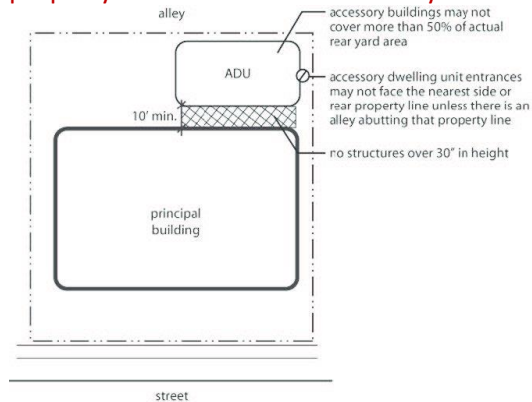 alley
accessory buildings may not
cover more than 50% of actual
rear yard area
ADU
accessory dwelling unit entrances
may not face the nearest side or
rear property line unless there is an
alley abutting that property line
10' min.
no structures over 30" in height
principal
building
street